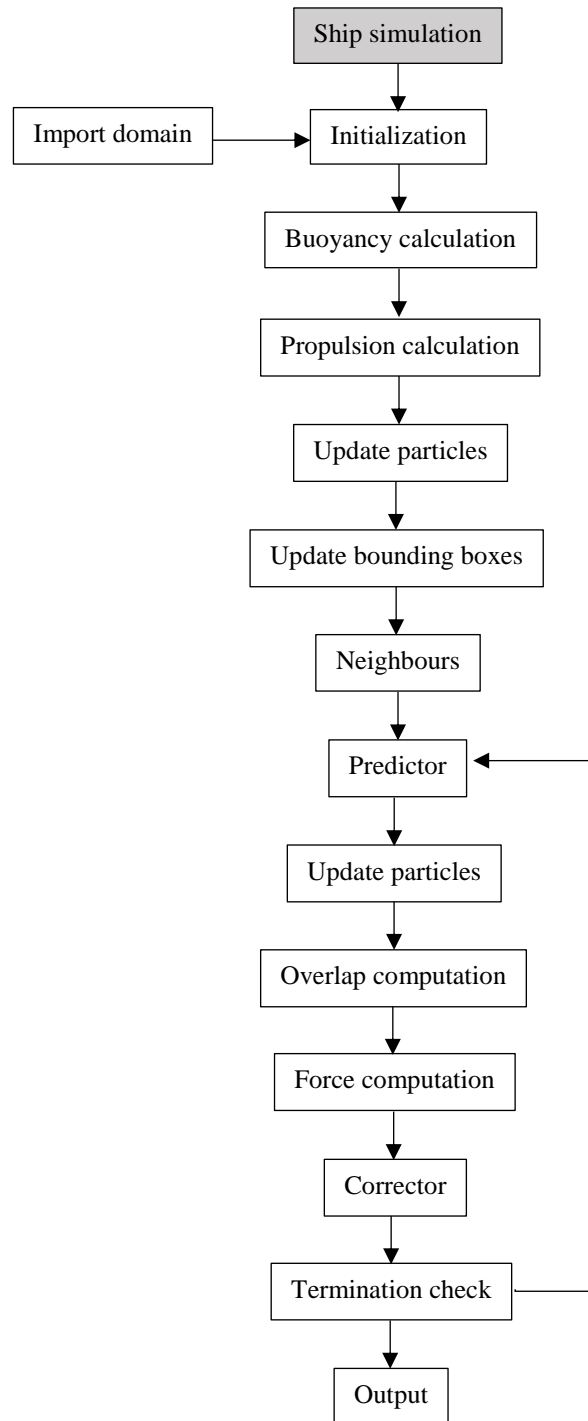 Ship simulation
Import domain
Initialization
Buoyancy calculation
Propulsion calculation
Update particles
Update bounding boxes
Neighbours
Predictor
Update particles
Overlap computation
Force computation
Corrector
Termination check
Output